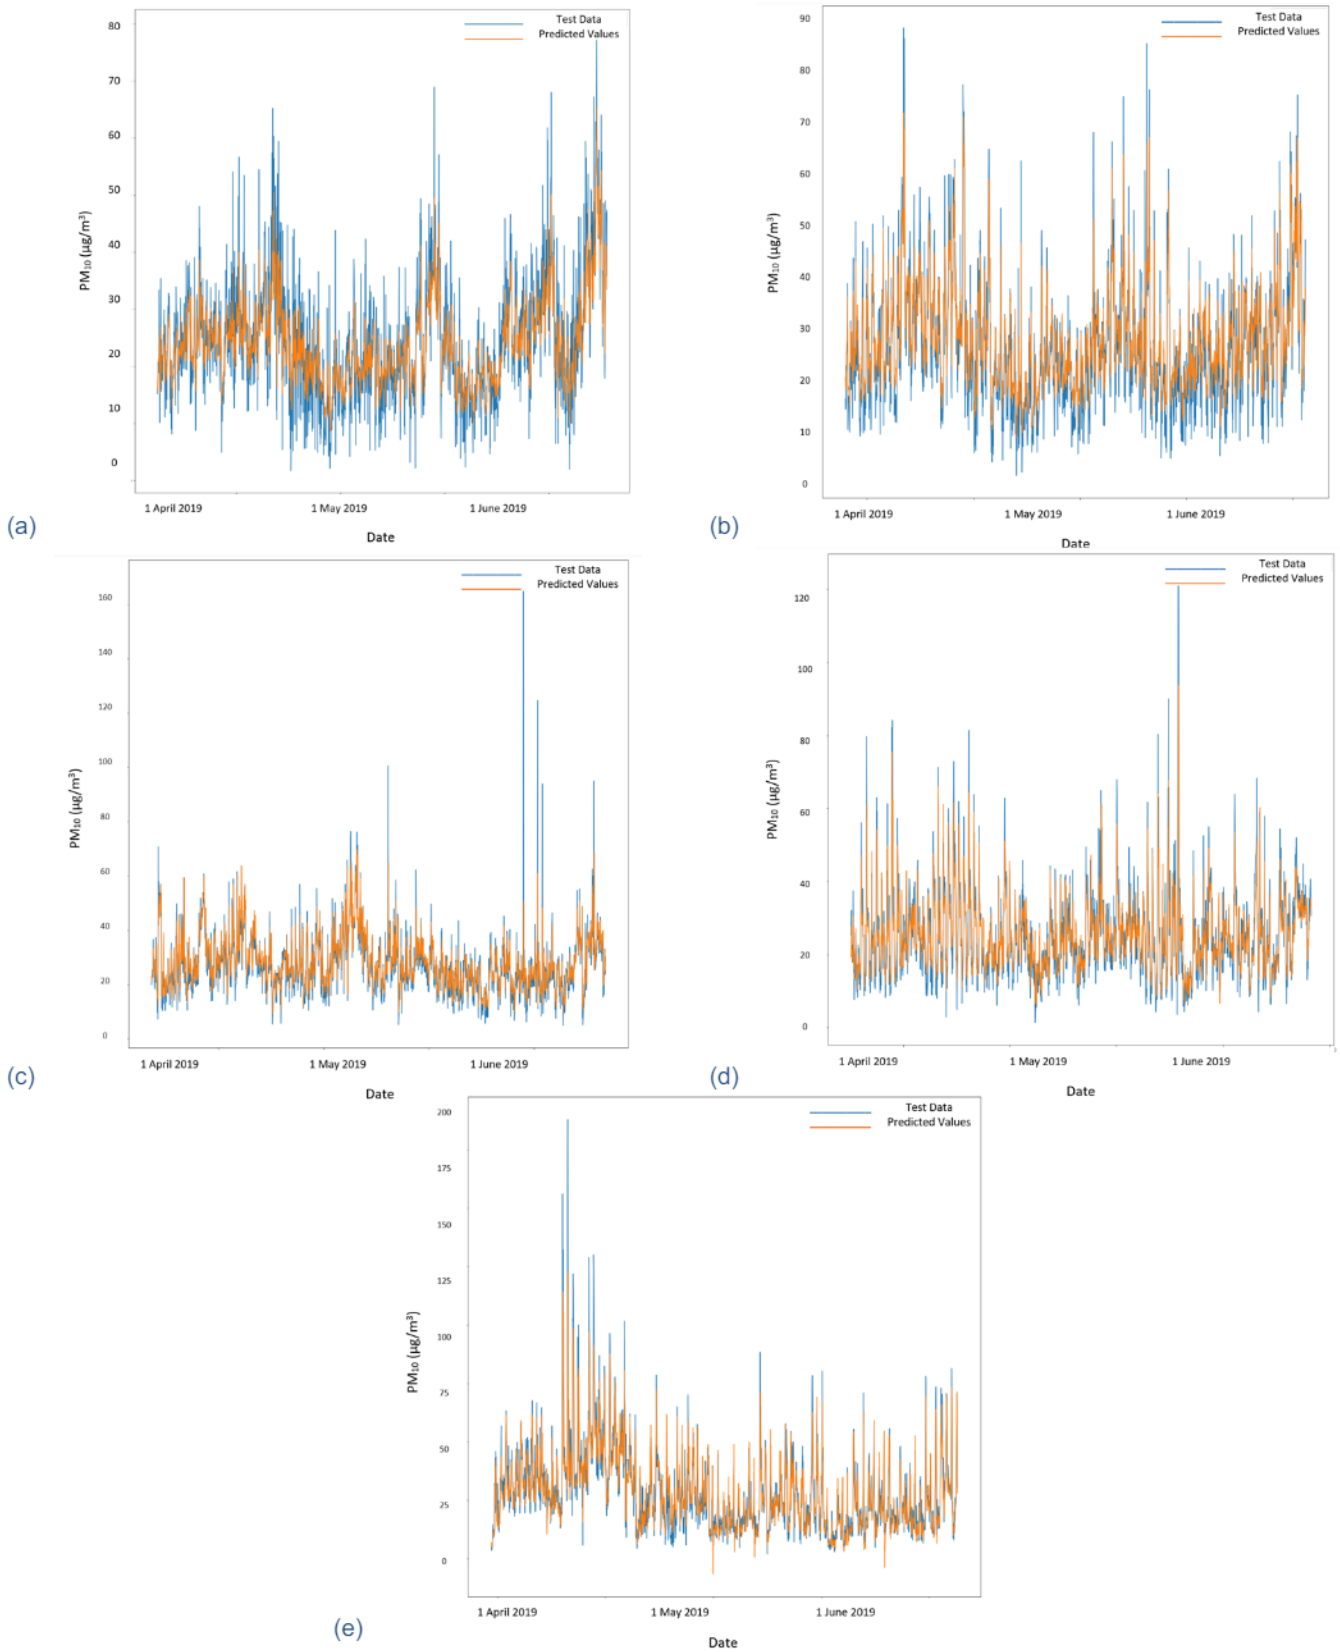 Test Data
Predicted Values
80
70
60
50
40
30
20
10
0
PM₁₀ (µg/m³)
1 April 2019 1 May 2019 1 June 2019
Date
(a)
Test Data
Predicted Values
90
80
70
60
50
40
30
20
10
0
PM₁₀ (µg/m³)
1 April 2019 1 May 2019 1 June 2019
Date
(b)
Test Data
Predicted Values
160
140
120
100
80
60
40
20
0
PM₁₀ (µg/m³)
1 April 2019 1 May 2019 1 June 2019
Date
(c)
Test Data
Predicted Values
120
100
80
60
40
20
0
PM₁₀ (µg/m³)
1 April 2019 1 May 2019 1 June 2019
Date
(d)
Test Data
Predicted Values
200
175
150
125
100
75
50
25
0
PM₁₀ (µg/m³)
1 April 2019 1 May 2019 1 June 2019
Date
(e)